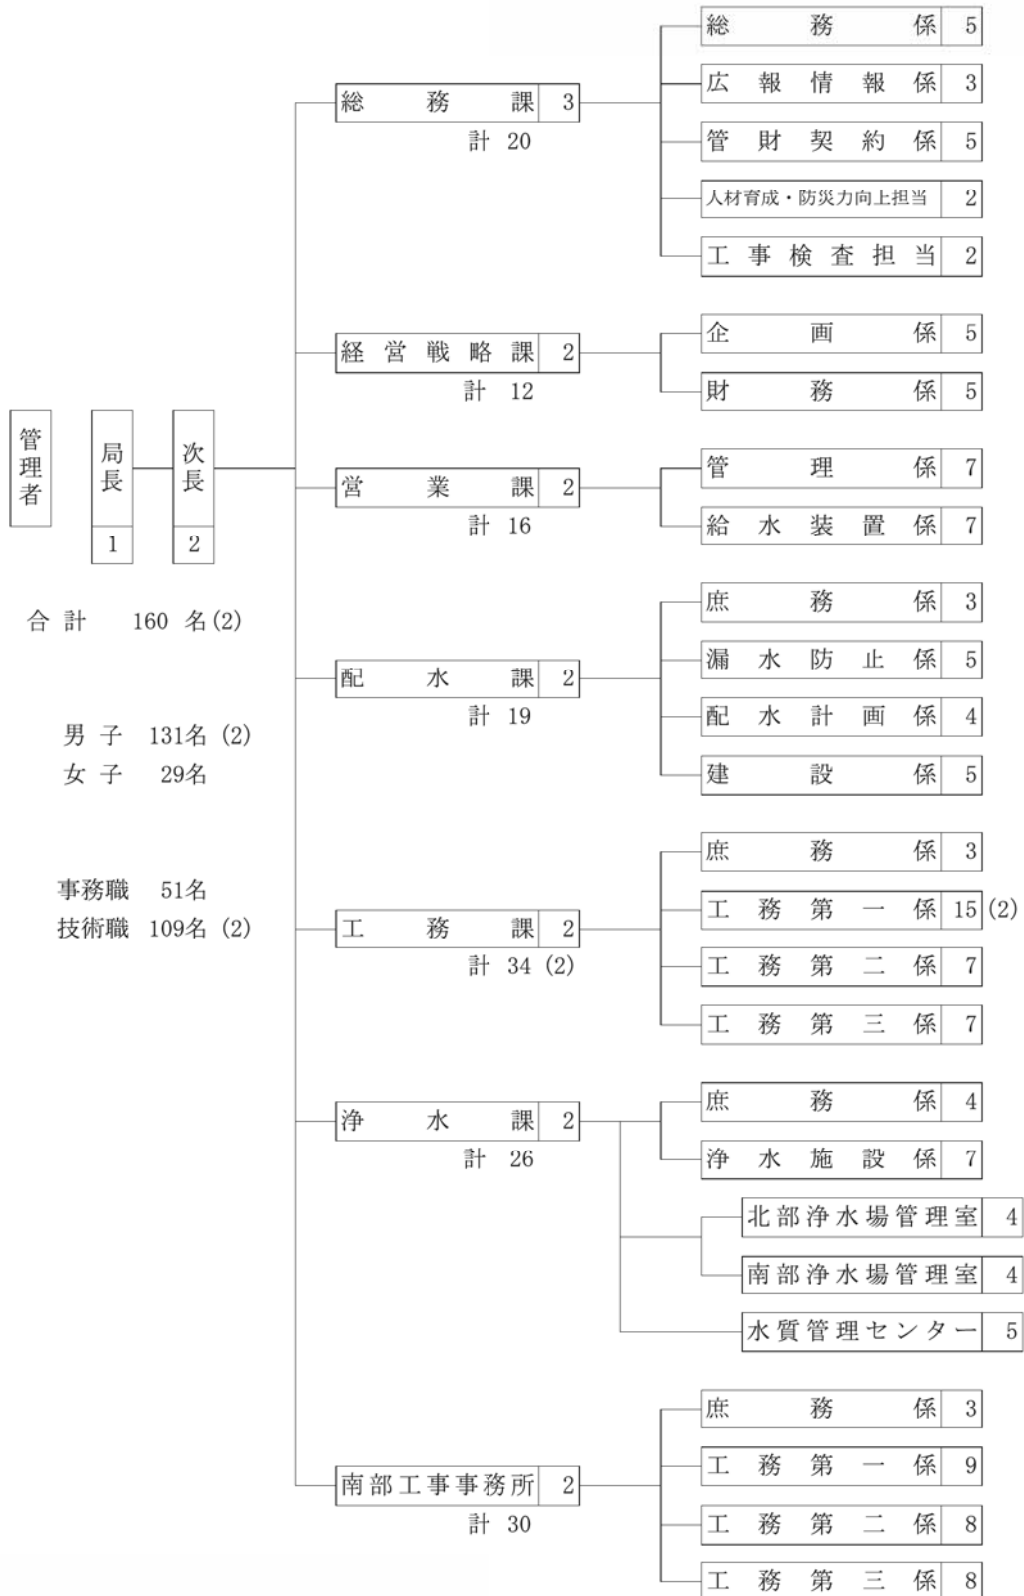 総務係 5
広報情報係 3
総務課 3
計 20
管財契約係 5
人材育成・防災力向上担当 2
工事検査担当 2
経営戦略課 2
計 12
企画係 5
財務係 5
管理者
局長 1
次長 2
営業課 2
計 16
管理係 7
給水装置係 7
合計 160 名(2)
男子 131名 (2)
女子 29名
事務職 51名
技術職 109名 (2)
配水課 2
計 19
庶務係 3
漏水防止係 5
配水計画係 4
建設係 5
工務課 2
計 34 (2)
庶務係 3
工務第一係 15 (2)
工務第二係 7
工務第三係 7
浄水課 2
計 26
庶務係 4
浄水施設係 7
北部浄水場管理室 4
南部浄水場管理室 4
水質管理センター 5
南部工事事務所 2
計 30
庶務係 3
工務第一係 9
工務第二係 8
工務第三係 8